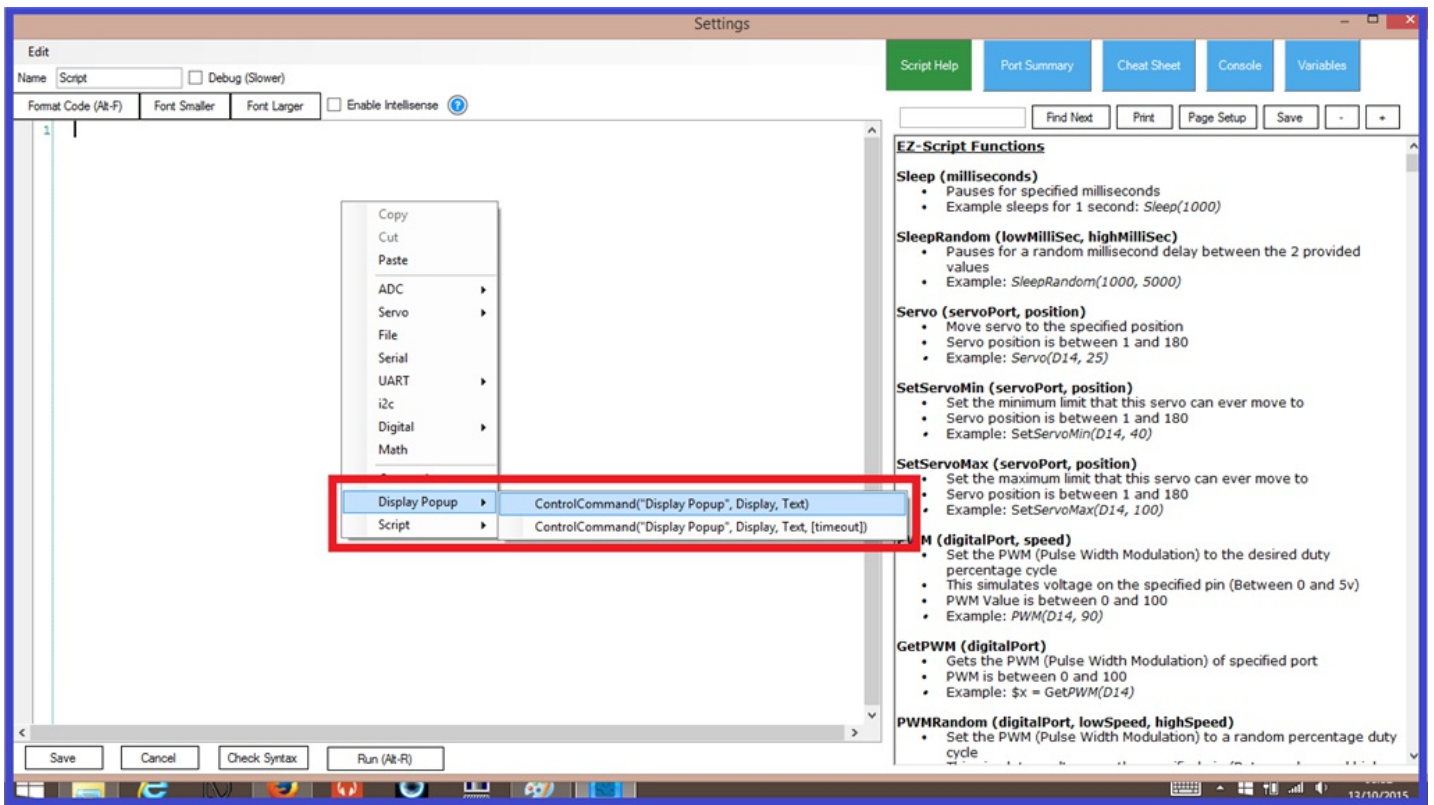 Settings
Edit
Name Script Debug (Slower)
Format Code (Alt-F) Font Smaller Font Larger Enable Intellisense ?
1
Copy
Cut
Paste
ADC
Servo
File
Serial
UART
i2c
Digital
Math
Display Popup
Script
ControlCommand("Display Popup", Display, Text)
ControlCommand("Display Popup", Display, Text, [timeout])
Save Cancel Check Syntax Run (Alt-R)
Script Help Port Summary Cheat Sheet Console Variables
Find Next Print Page Setup Save - +
EZ-Script Functions
Sleep (milliseconds)
• Pauses for specified milliseconds
• Example sleeps for 1 second: Sleep(1000)
SleepRandom (lowMilliSec, highMilliSec)
• Pauses for a random millisecond delay between the 2 provided
values
• Example: SleepRandom(1000, 5000)
Servo (servoPort, position)
• Move servo to the specified position
• Servo position is between 1 and 180
• Example: Servo(D14, 25)
SetServoMin (servoPort, position)
• Set the minimum limit that this servo can ever move to
• Servo position is between 1 and 180
• Example: SetServoMin(D14, 40)
SetServoMax (servoPort, position)
• Set the maximum limit that this servo can ever move to
• Servo position is between 1 and 180
• Example: SetServoMax(D14, 100)
(digitalPort, speed)
• Set the PWM (Pulse Width Modulation) to the desired duty
percentage cycle
• This simulates voltage on the specified pin (Between 0 and 5v)
• PWM Value is between 0 and 100
• Example: PWM(D14, 90)
GetPWM (digitalPort)
• Gets the PWM (Pulse Width Modulation) of specified port
• PWM is between 0 and 100
• Example: $x = GetPWM(D14)
PWMRandom (digitalPort, lowSpeed, highSpeed)
• Set the PWM (Pulse Width Modulation) to a random percentage duty
cycle
13/10/2015